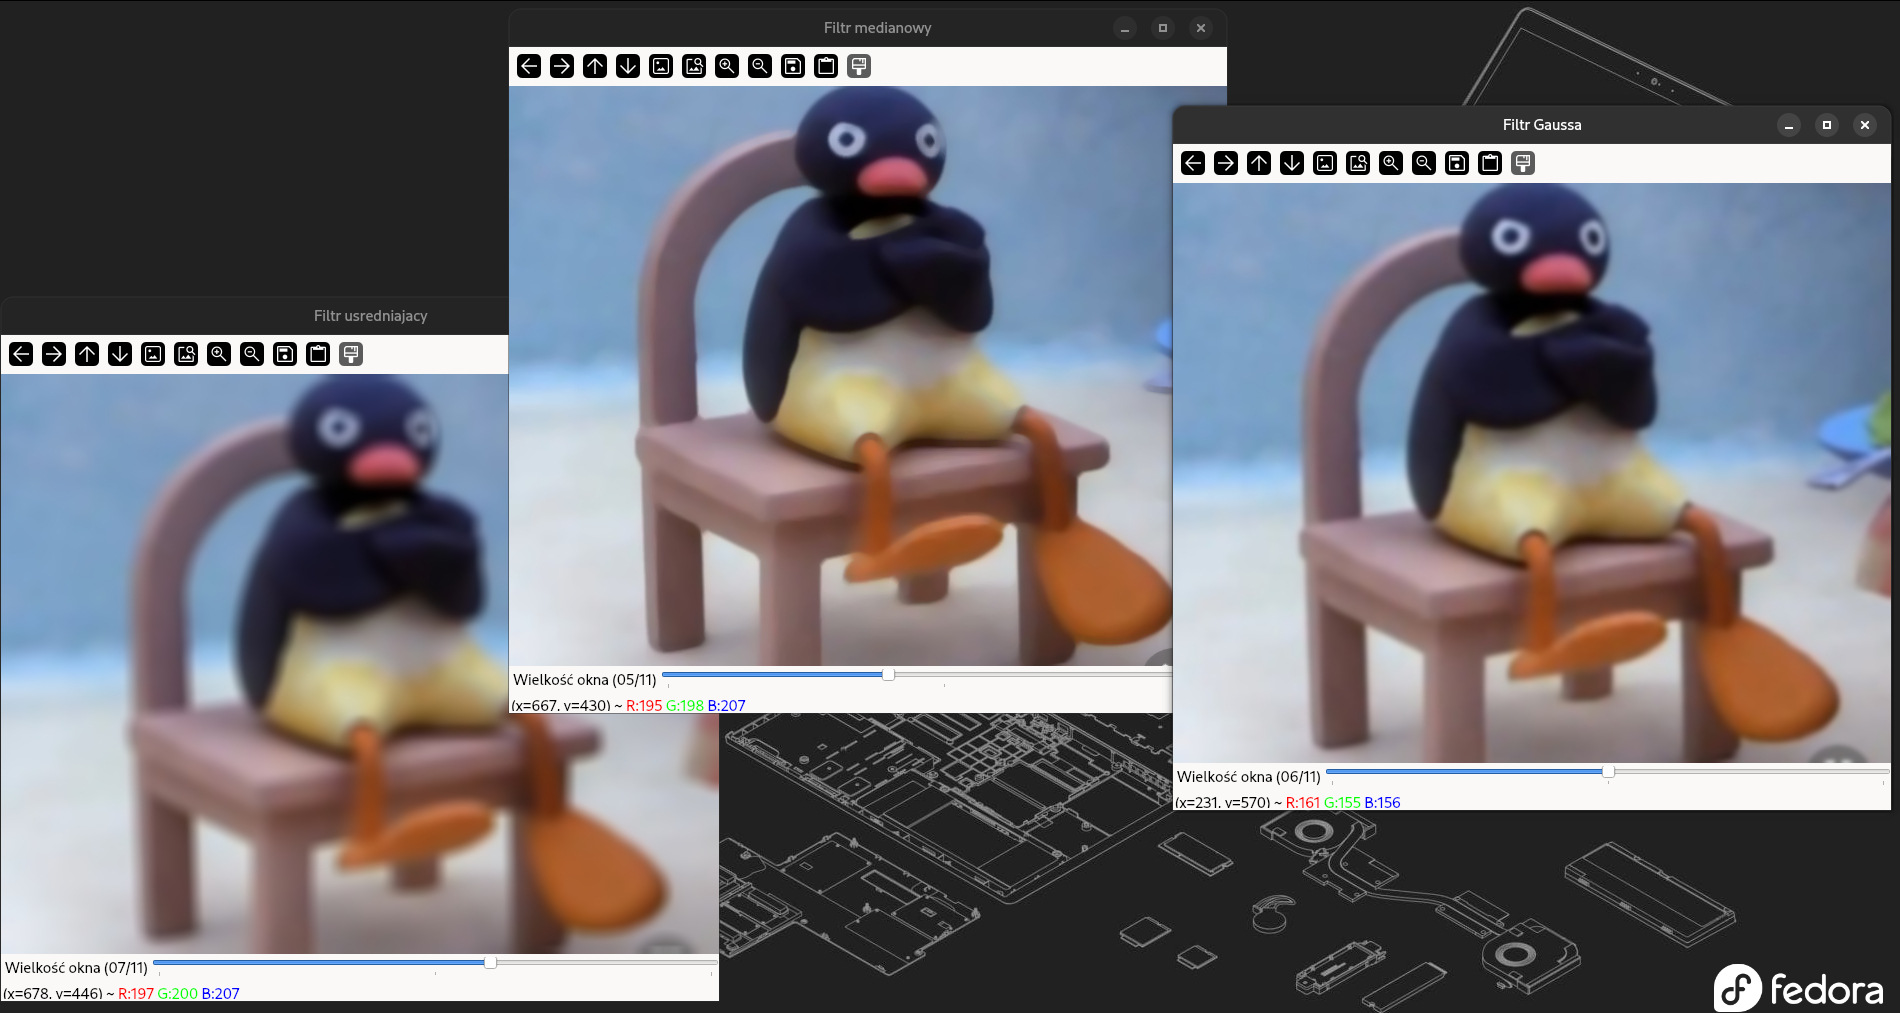 Filtr medianowy
Filtr Gaussa
Filtr usredniajacy
Wielkość okna (05/11)
(x=667, y=430) ~ R:195 G:198 B:207
Wielkość okna (06/11)
(x=231, y=570) ~ R:161 G:155 B:156
Wielkość okna (07/11)
(x=678, y=446) ~ R:197 G:200 B:207
fedora